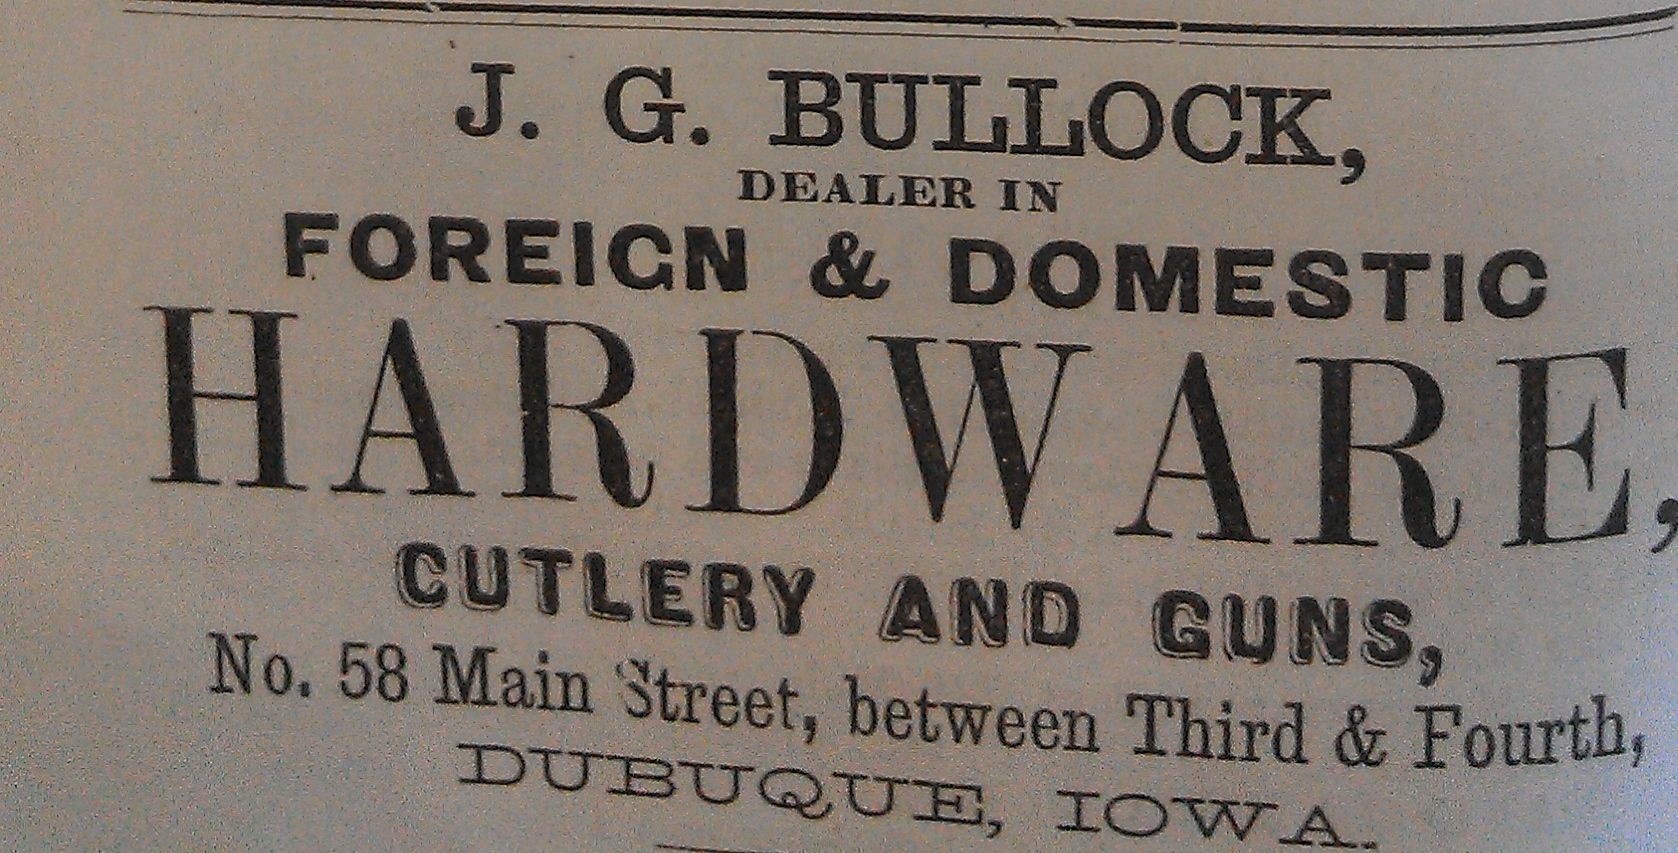 J. G. BULLOCK,
DEALER IN
FOREIGN & DOMESTIC
HARDWARE,
CUTLERY AND GUNS,
No. 58 Main Street, between Third & Fourth,
DUBUQUE, IOWA.